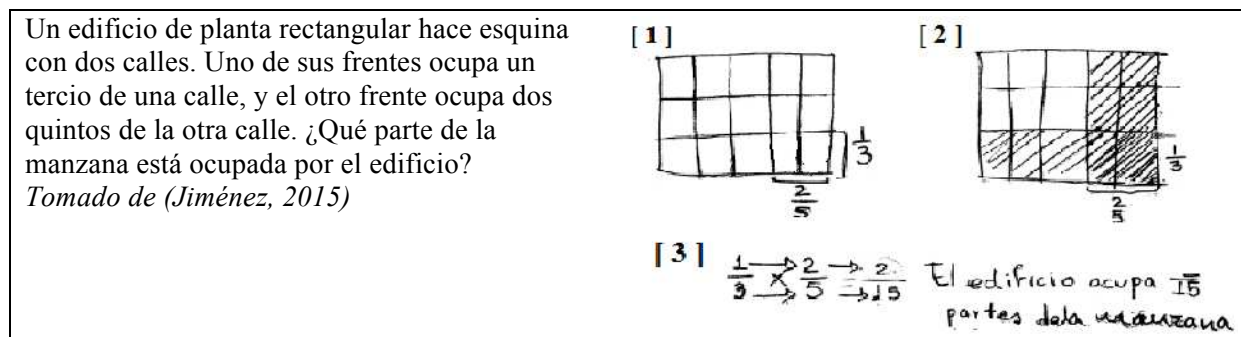 Un edificio de planta rectangular hace esquina
con dos calles. Uno de sus frentes ocupa un
tercio de una calle, y el otro frente ocupa dos
quintos de la otra calle. ¿Qué parte de la
manzana está ocupada por el edificio?
Tomado de (Jiménez, 2015)
[ 1 ]
1/3
2/5
[ 2 ]
1/3
2/5
[ 3 ] 1/3 → × → 2/5 → → 2/15 El edificio ocupa 15
partes dela manzana